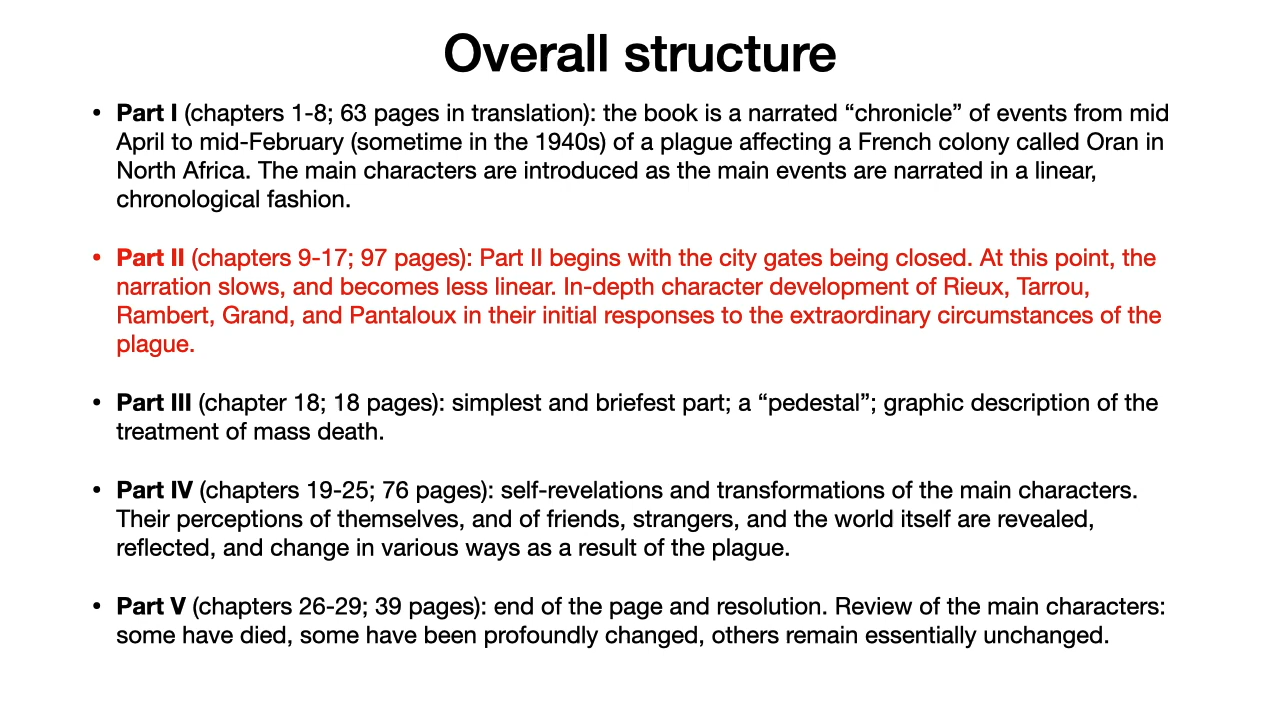 Overall structure
• Part I (chapters 1-8; 63 pages in translation): the book is a narrated “chronicle” of events from mid
April to mid-February (sometime in the 1940s) of a plague affecting a French colony called Oran in
North Africa. The main characters are introduced as the main events are narrated in a linear,
chronological fashion.
• Part II (chapters 9-17; 97 pages): Part II begins with the city gates being closed. At this point, the
narration slows, and becomes less linear. In-depth character development of Rieux, Tarrou,
Rambert, Grand, and Pantaloux in their initial responses to the extraordinary circumstances of the
plague.
• Part III (chapter 18; 18 pages): simplest and briefest part; a “pedestal”; graphic description of the
treatment of mass death.
• Part IV (chapters 19-25; 76 pages): self-revelations and transformations of the main characters.
Their perceptions of themselves, and of friends, strangers, and the world itself are revealed,
reflected, and change in various ways as a result of the plague.
• Part V (chapters 26-29; 39 pages): end of the page and resolution. Review of the main characters:
some have died, some have been profoundly changed, others remain essentially unchanged.